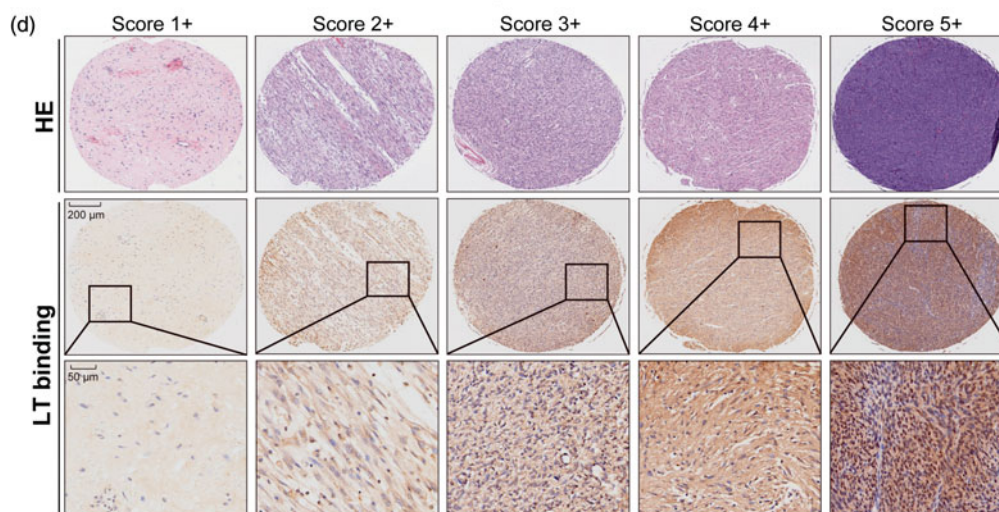 (d)
Score 1+ Score 2+ Score 3+ Score 4+ Score 5+
HE
LT binding
200 µm
50 µm